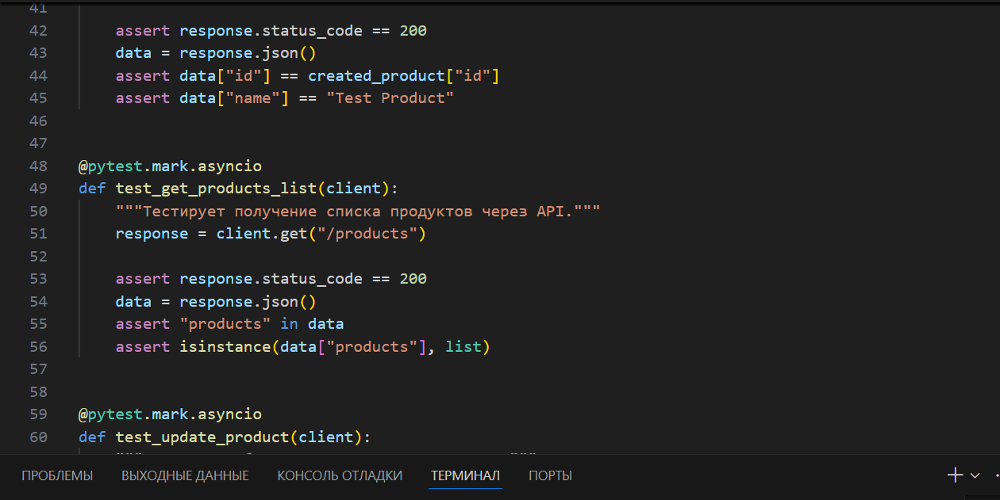 41
42 assert response.status_code == 200
43 data = response.json()
44 assert data["id"] == created_product["id"]
45 assert data["name"] == "Test Product"
46
47
48 @pytest.mark.asyncio
49 def test_get_products_list(client):
50 """Тестирует получение списка продуктов через API."""
51 response = client.get("/products")
52
53 assert response.status_code == 200
54 data = response.json()
55 assert "products" in data
56 assert isinstance(data["products"], list)
57
58
59 @pytest.mark.asyncio
60 def test_update_product(client):
ПРОБЛЕМЫ ВЫХОДНЫЕ ДАННЫЕ КОНСОЛЬ ОТЛАДКИ ТЕРМИНАЛ ПОРТЫ